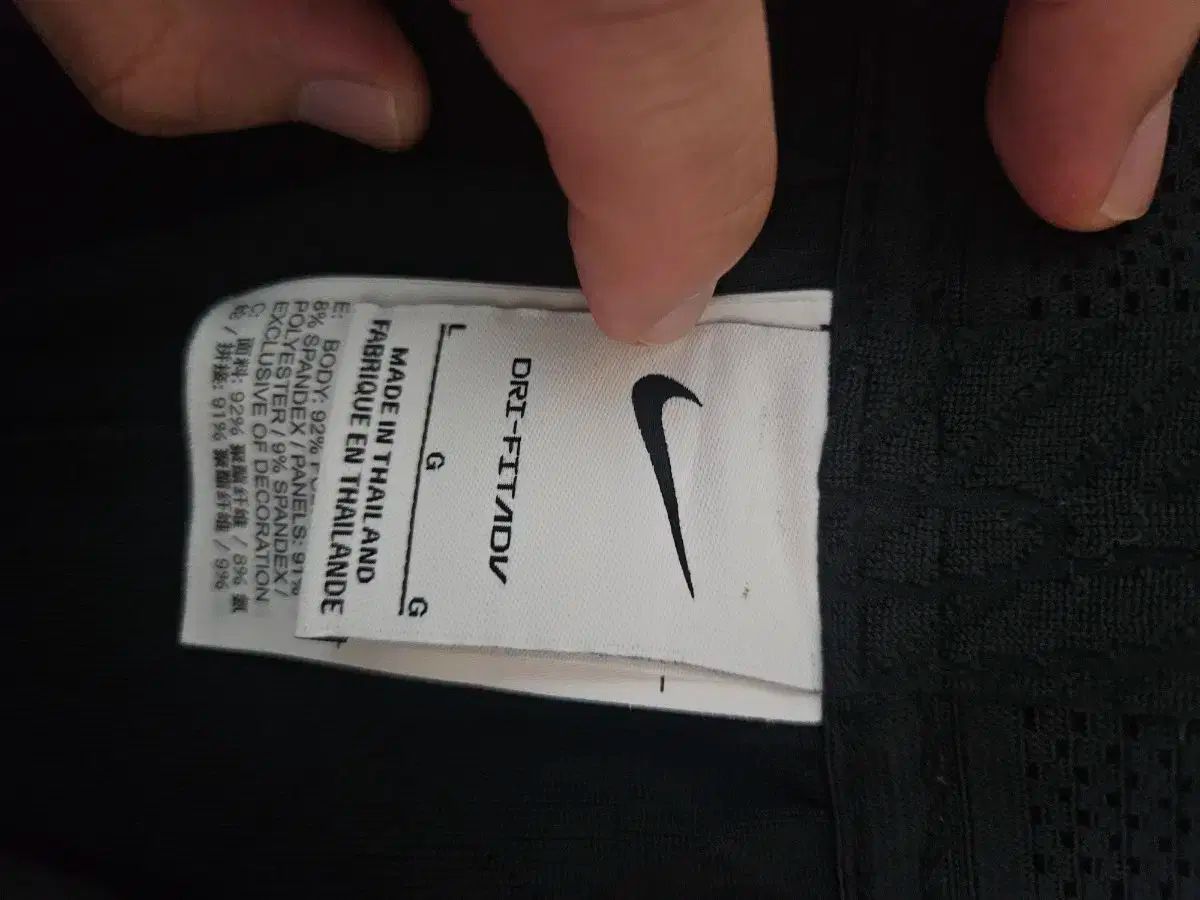 DRI-FIT ADV
L G G
MADE IN THAILAND
FABRIQUE EN THAILANDE
E: BODY: 92%
8% SPANDEX / PANELS: 91%
POLYESTER / 9% SPANDEX /
EXCLUSIVE OF DECORATION
C
面料: 92% 聚酯纤维 / 8% 氨
纶 / 拼接: 91% 聚酯纤维 / 9%